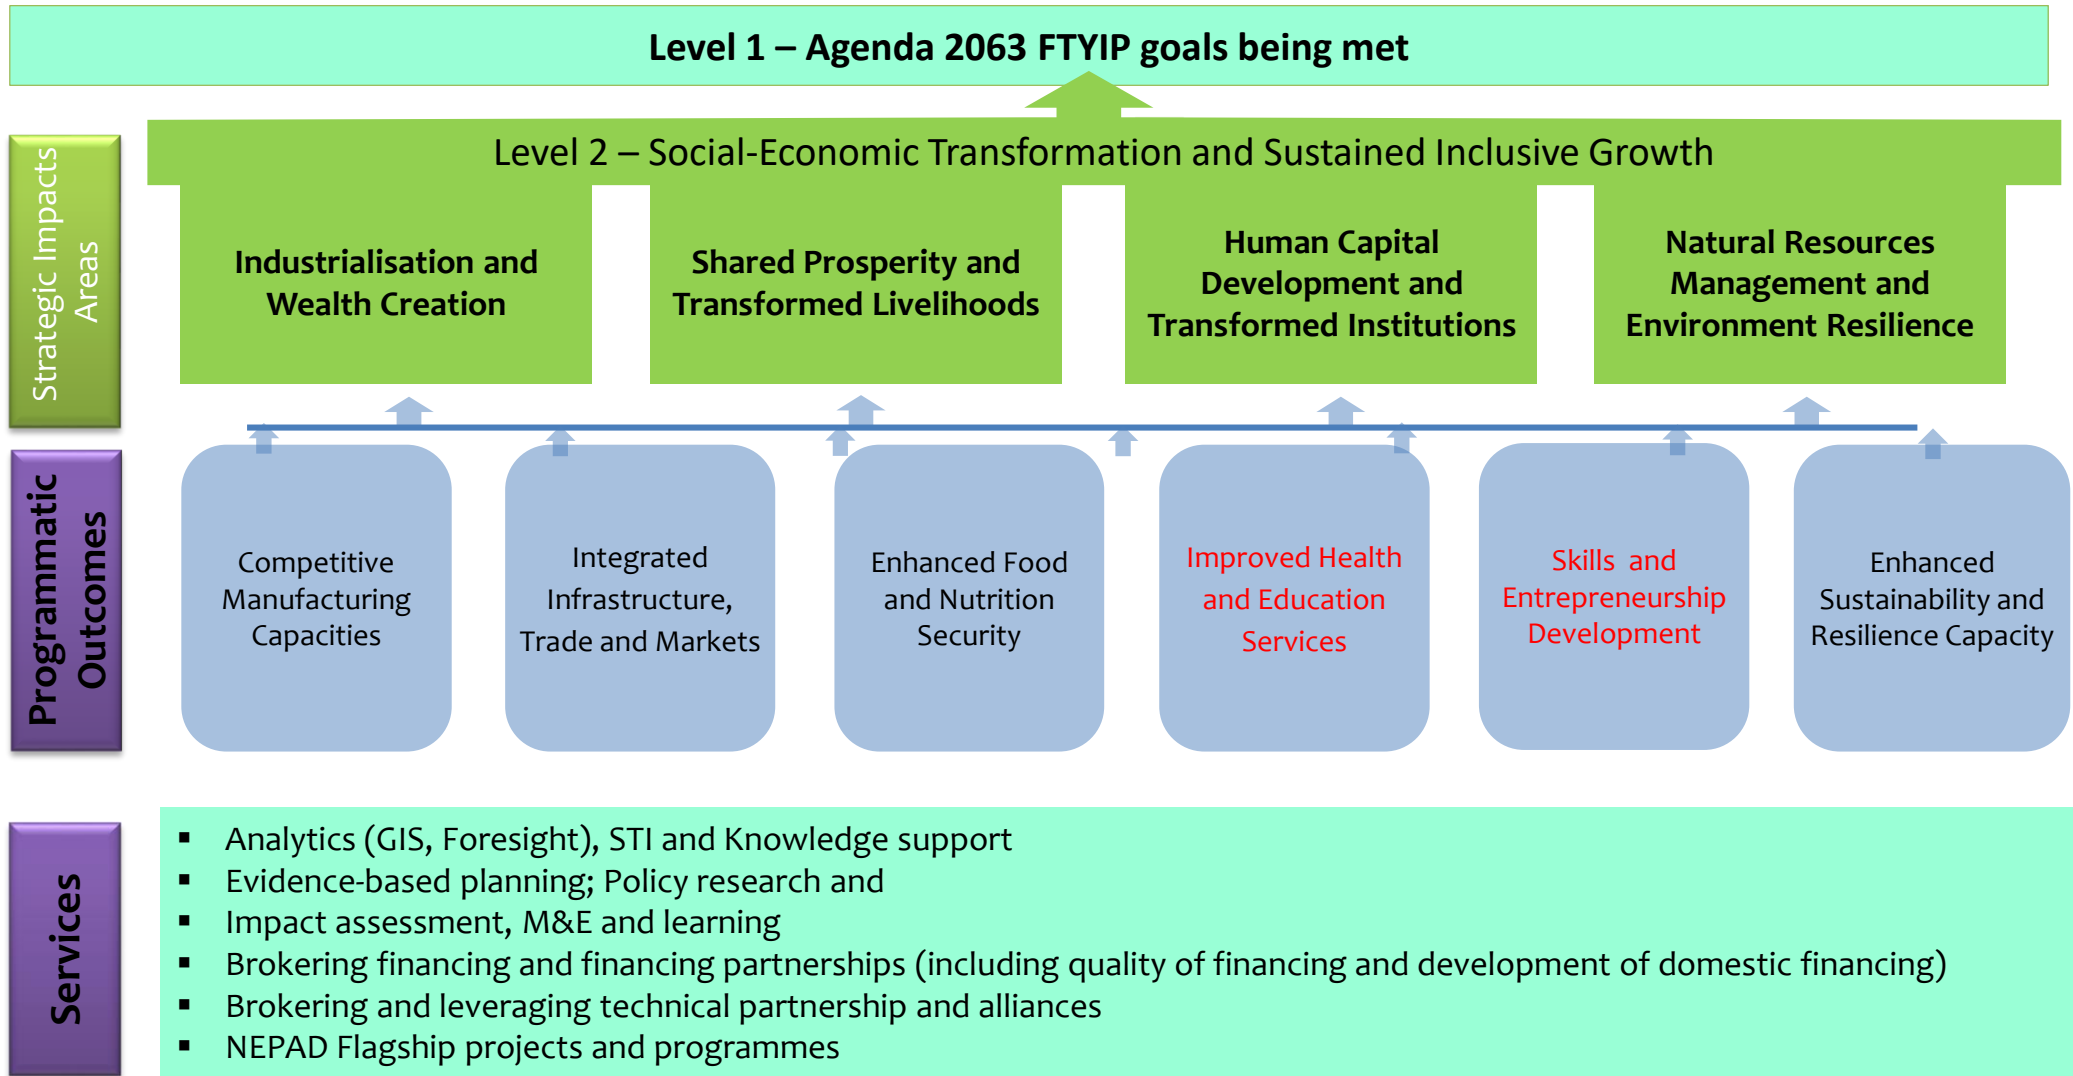 Level 1 – Agenda 2063 FTYIP goals being met
Strategic Impacts
Areas
Level 2 – Social-Economic Transformation and Sustained Inclusive Growth
Industrialisation and
Wealth Creation
Shared Prosperity and
Transformed Livelihoods
Human Capital
Development and
Transformed Institutions
Natural Resources
Management and
Environment Resilience
Programmatic
Outcomes
Competitive
Manufacturing
Capacities
Integrated
Infrastructure,
Trade and Markets
Enhanced Food
and Nutrition
Security
Improved Health
and Education
Services
Skills and
Entrepreneurship
Development
Enhanced
Sustainability and
Resilience Capacity
Services
▪ Analytics (GIS, Foresight), STI and Knowledge support
▪ Evidence-based planning; Policy research and
▪ Impact assessment, M&E and learning
▪ Brokering financing and financing partnerships (including quality of financing and development of domestic financing)
▪ Brokering and leveraging technical partnership and alliances
▪ NEPAD Flagship projects and programmes